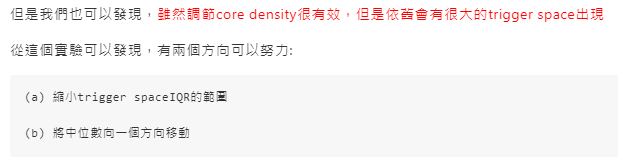 但是我們也可以發現，雖然調節core density很有效，但是依舊會有很大的trigger space出現
從這個實驗可以發現，有兩個方向可以努力:
(a) 縮小trigger spaceIQR的範圍
(b) 將中位數向一個方向移動